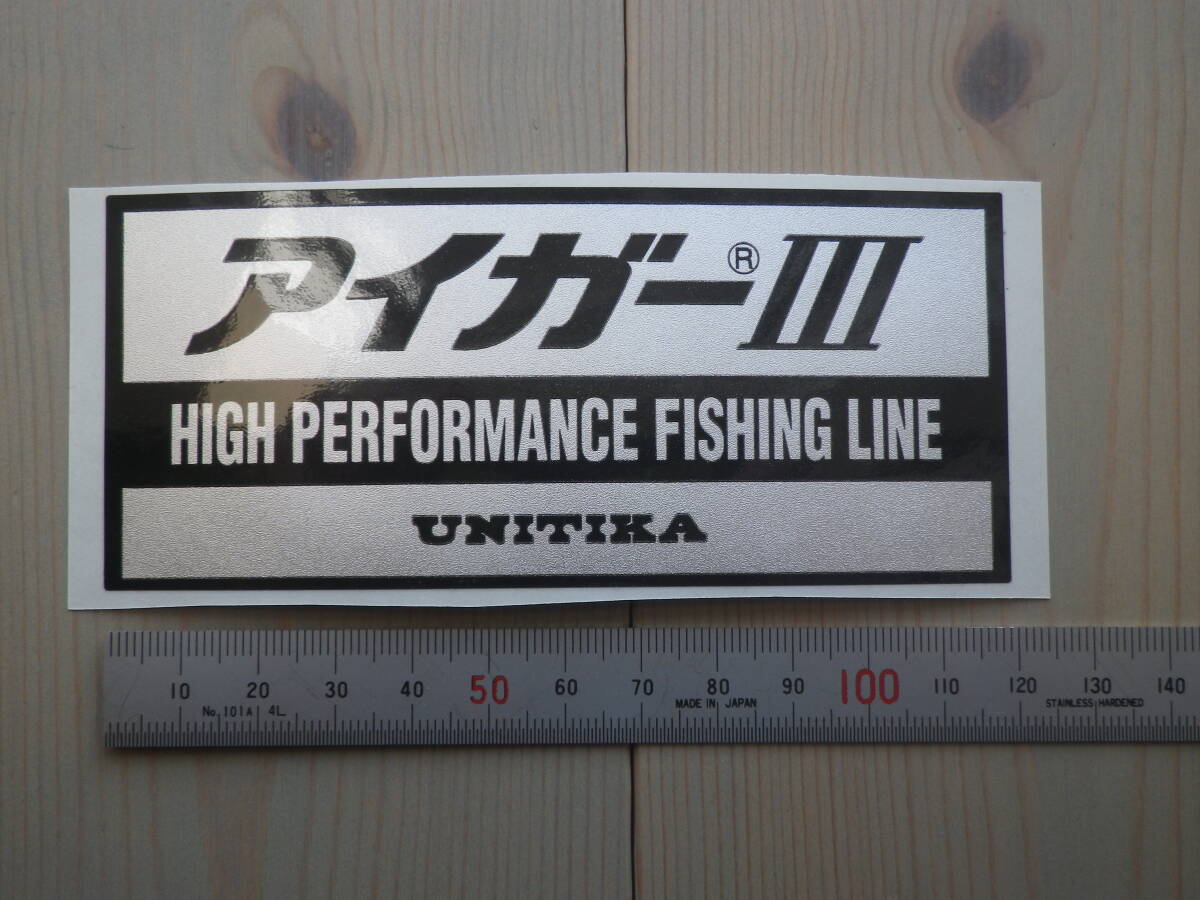 アイガー®III
HIGH PERFORMANCE FISHING LINE
UNITIKA
10 20 30 40 50 60 70 80 90 100 110 120 130 140
No.101A 4L MADE IN JAPAN STAINLESS HARDENED